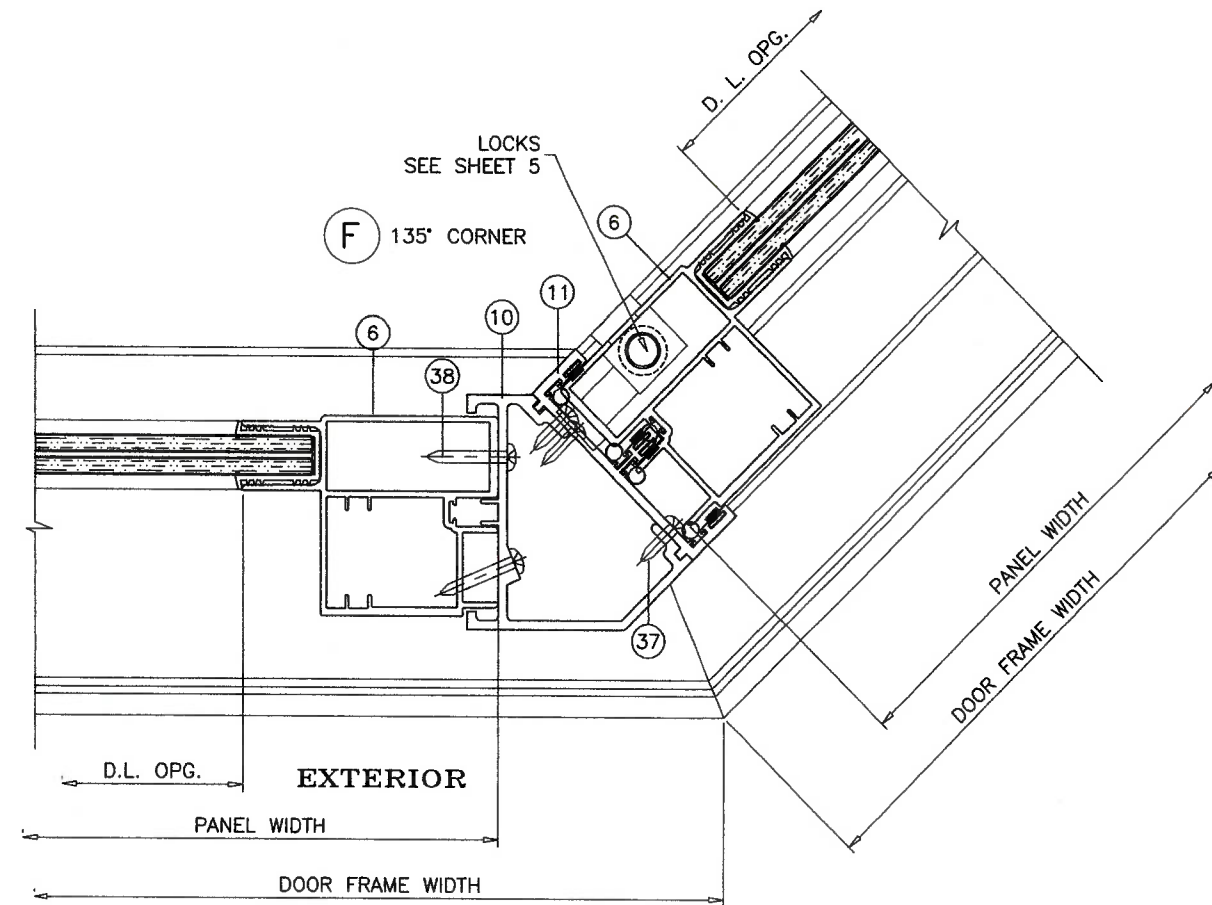 D. L. OPG.
LOCKS
SEE SHEET 5
6
F 135° CORNER
11
10
6
38
PANEL WIDTH
DOOR FRAME WIDTH
37
D.L. OPG.
EXTERIOR
PANEL WIDTH
DOOR FRAME WIDTH